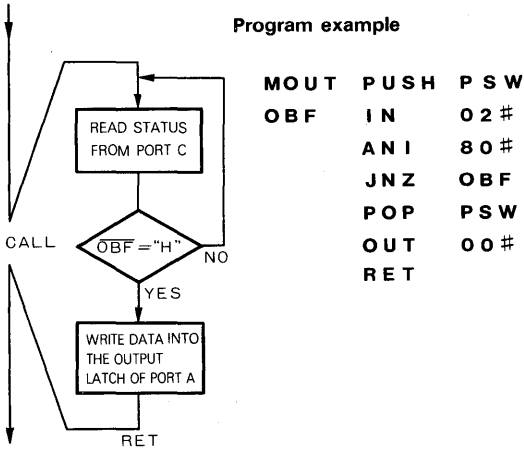 Program example
MOUT PUSH PSW
OBF IN 02#
ANI 80#
JNZ OBF
POP PSW
OUT 00#
RET
READ STATUS
FROM PORT C
CALL
O̅B̅F̅ = "H"
NO
YES
WRITE DATA INTO
THE OUTPUT
LATCH OF PORT A
RET